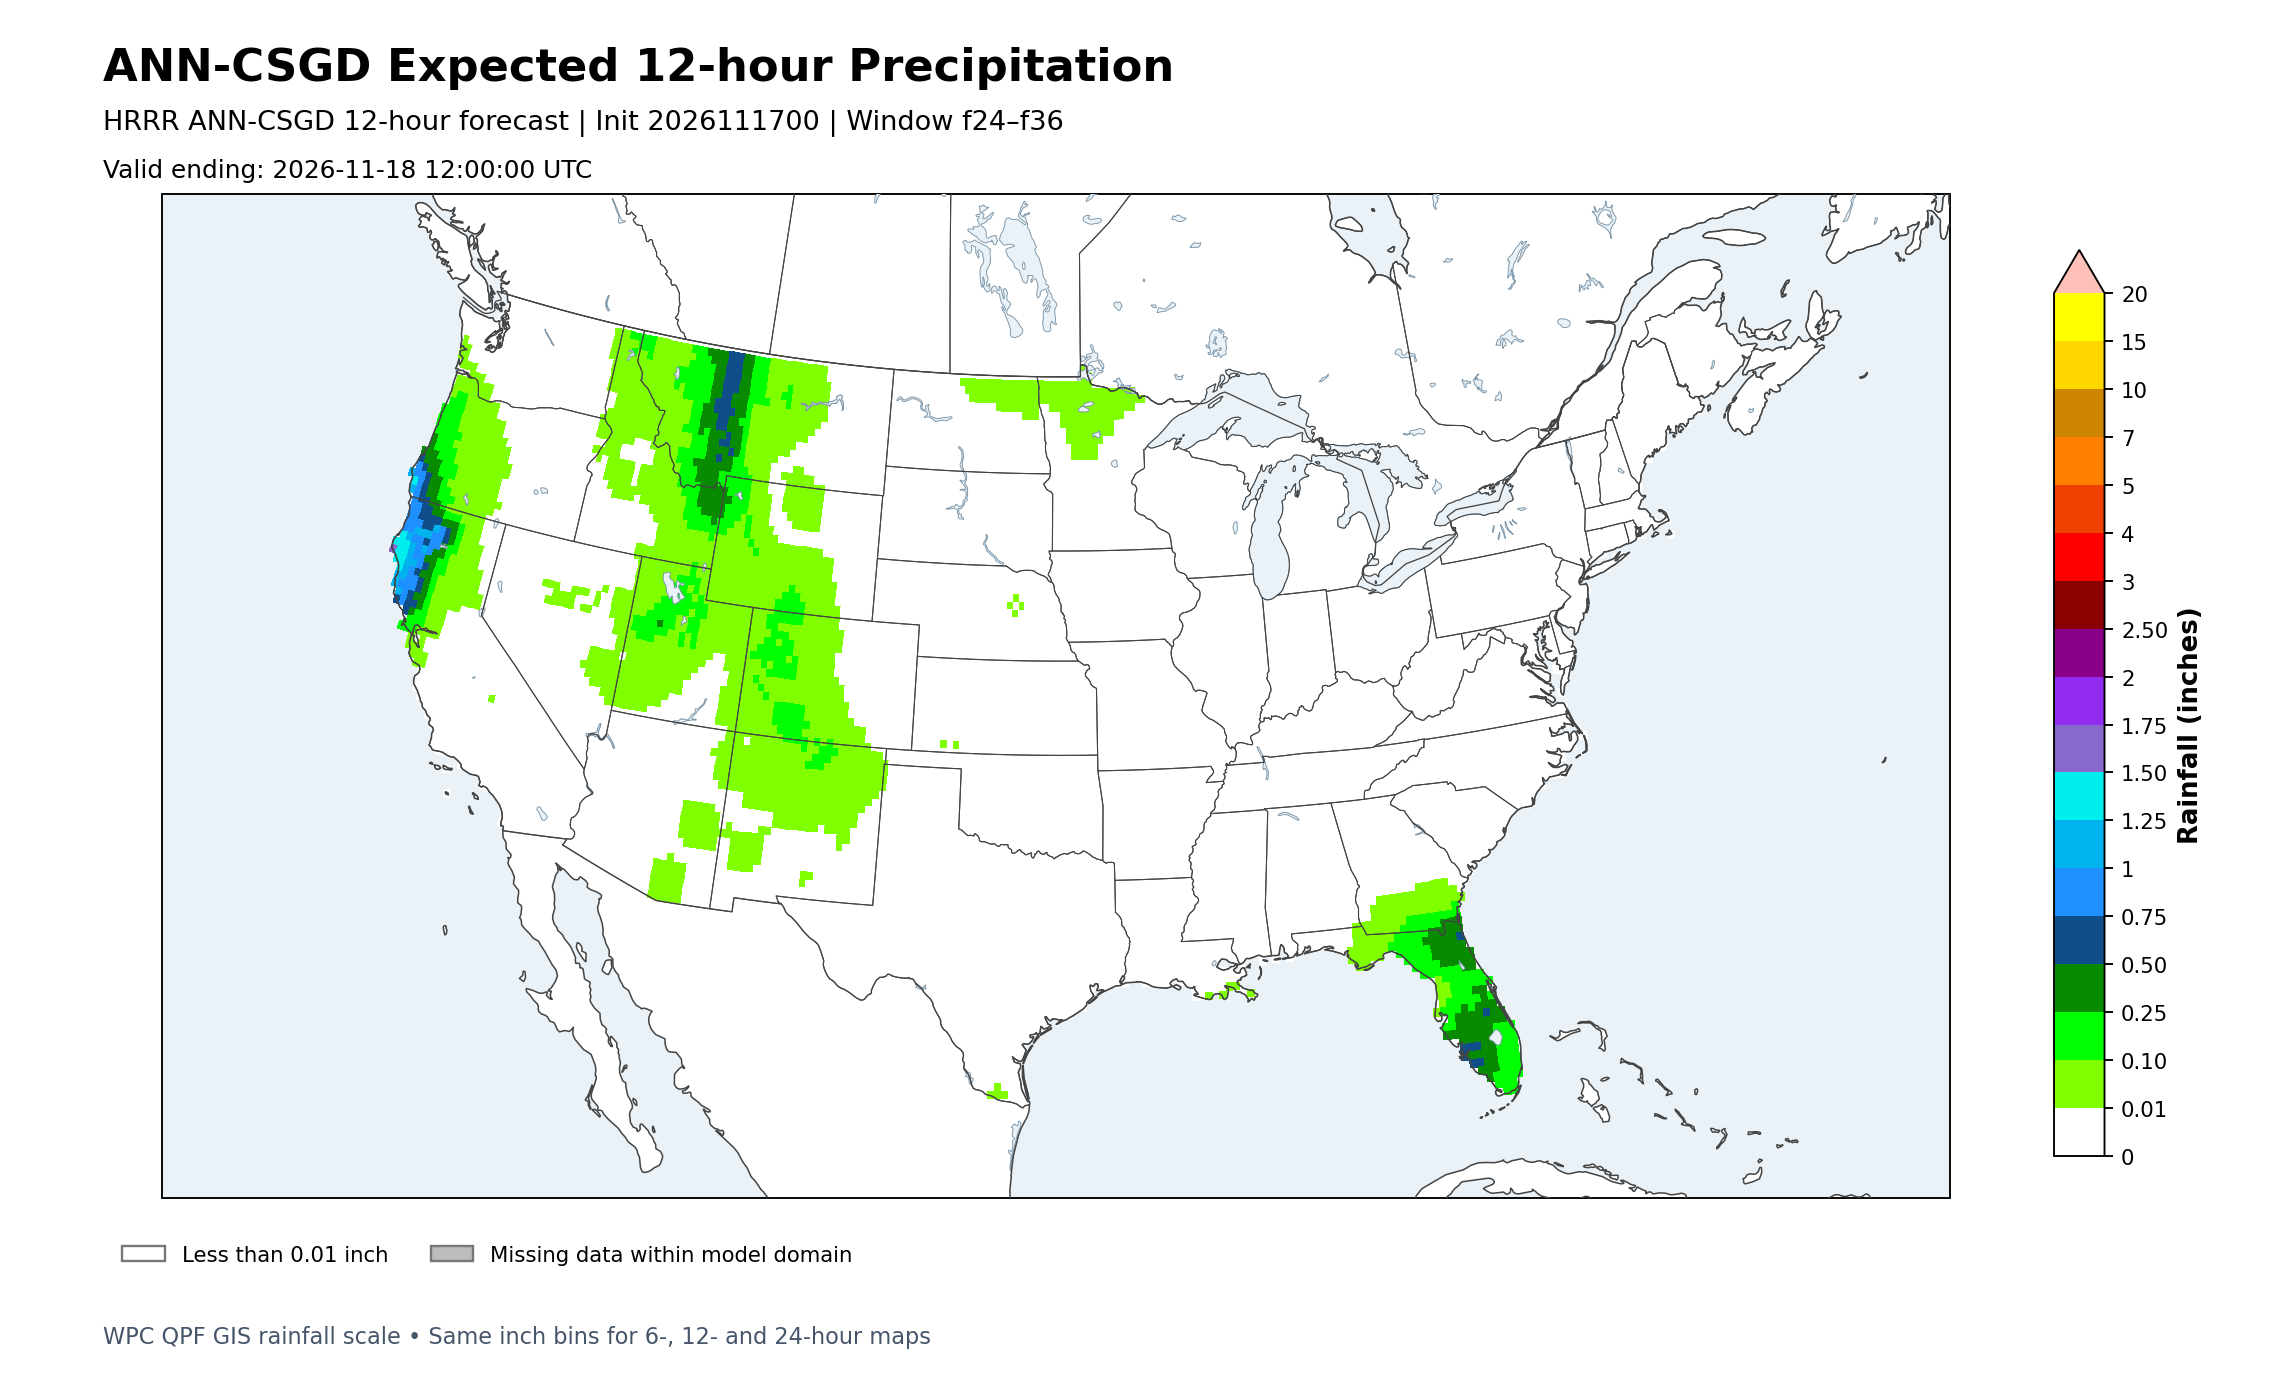 ANN-CSGD Expected 12-hour Precipitation
HRRR ANN-CSGD 12-hour forecast | Init 2026111700 | Window f24–f36
Valid ending: 2026-11-18 12:00:00 UTC
20
15
10
7
5
4
3
2.50
2
1.75
1.50
1.25
1
0.75
0.50
0.25
0.10
0.01
0
Rainfall (inches)
Less than 0.01 inch
Missing data within model domain
WPC QPF GIS rainfall scale • Same inch bins for 6-, 12- and 24-hour maps